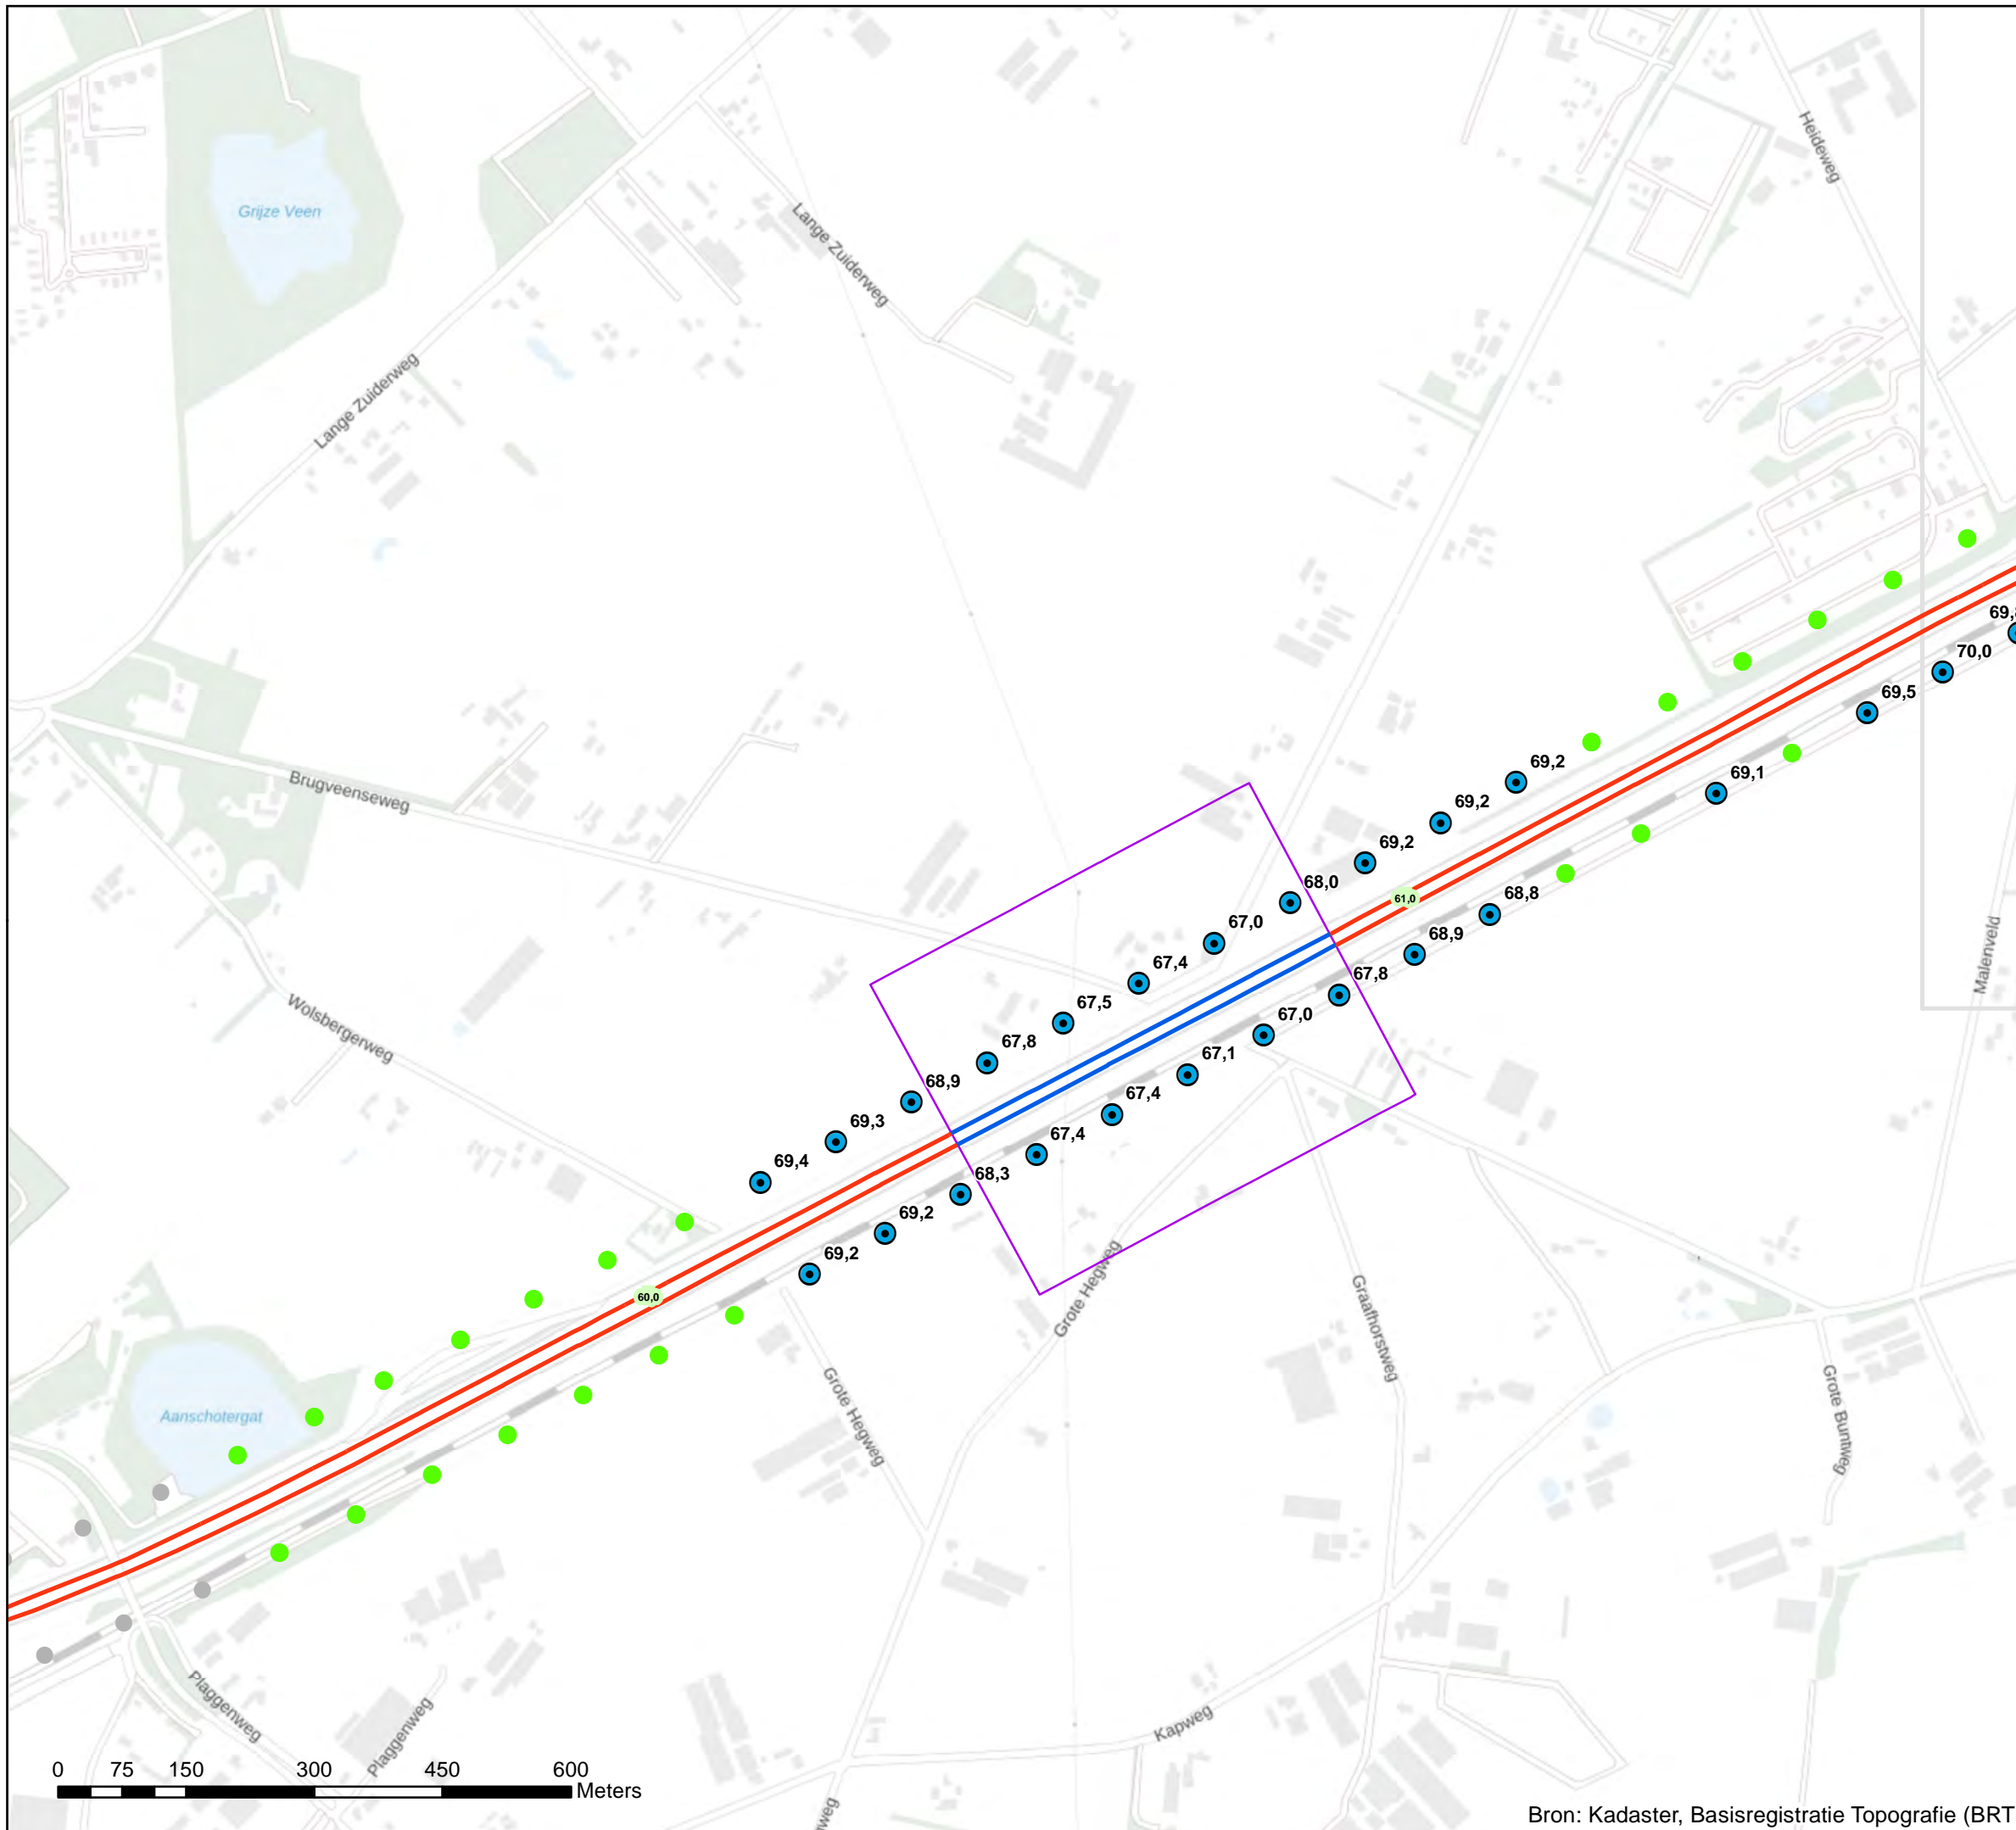 Heideweg
Grijze Veen
Lange Zuiderweg
Lange Zuiderweg
69,
70,0
69,5
Brugveenseweg
69,2
69,1
69,2
69,2
68,0
61,0
68,8
67,0
68,9
Malenveld
67,4
67,8
67,5
67,0
Wolsbergerweg
67,8
67,1
68,9
67,4
69,3
67,4
69,4
68,3
69,2
69,2
Grote Hegweg
60,0
Graafhorstweg
Grote Hegweg
Grote Buntweg
Aanschotergat
Plaggenweg
Plaggenweg
Kapweg
0 75 150 300 450 600
Meters
weg
Bron: Kadaster, Basisregistratie Topografie (BRT